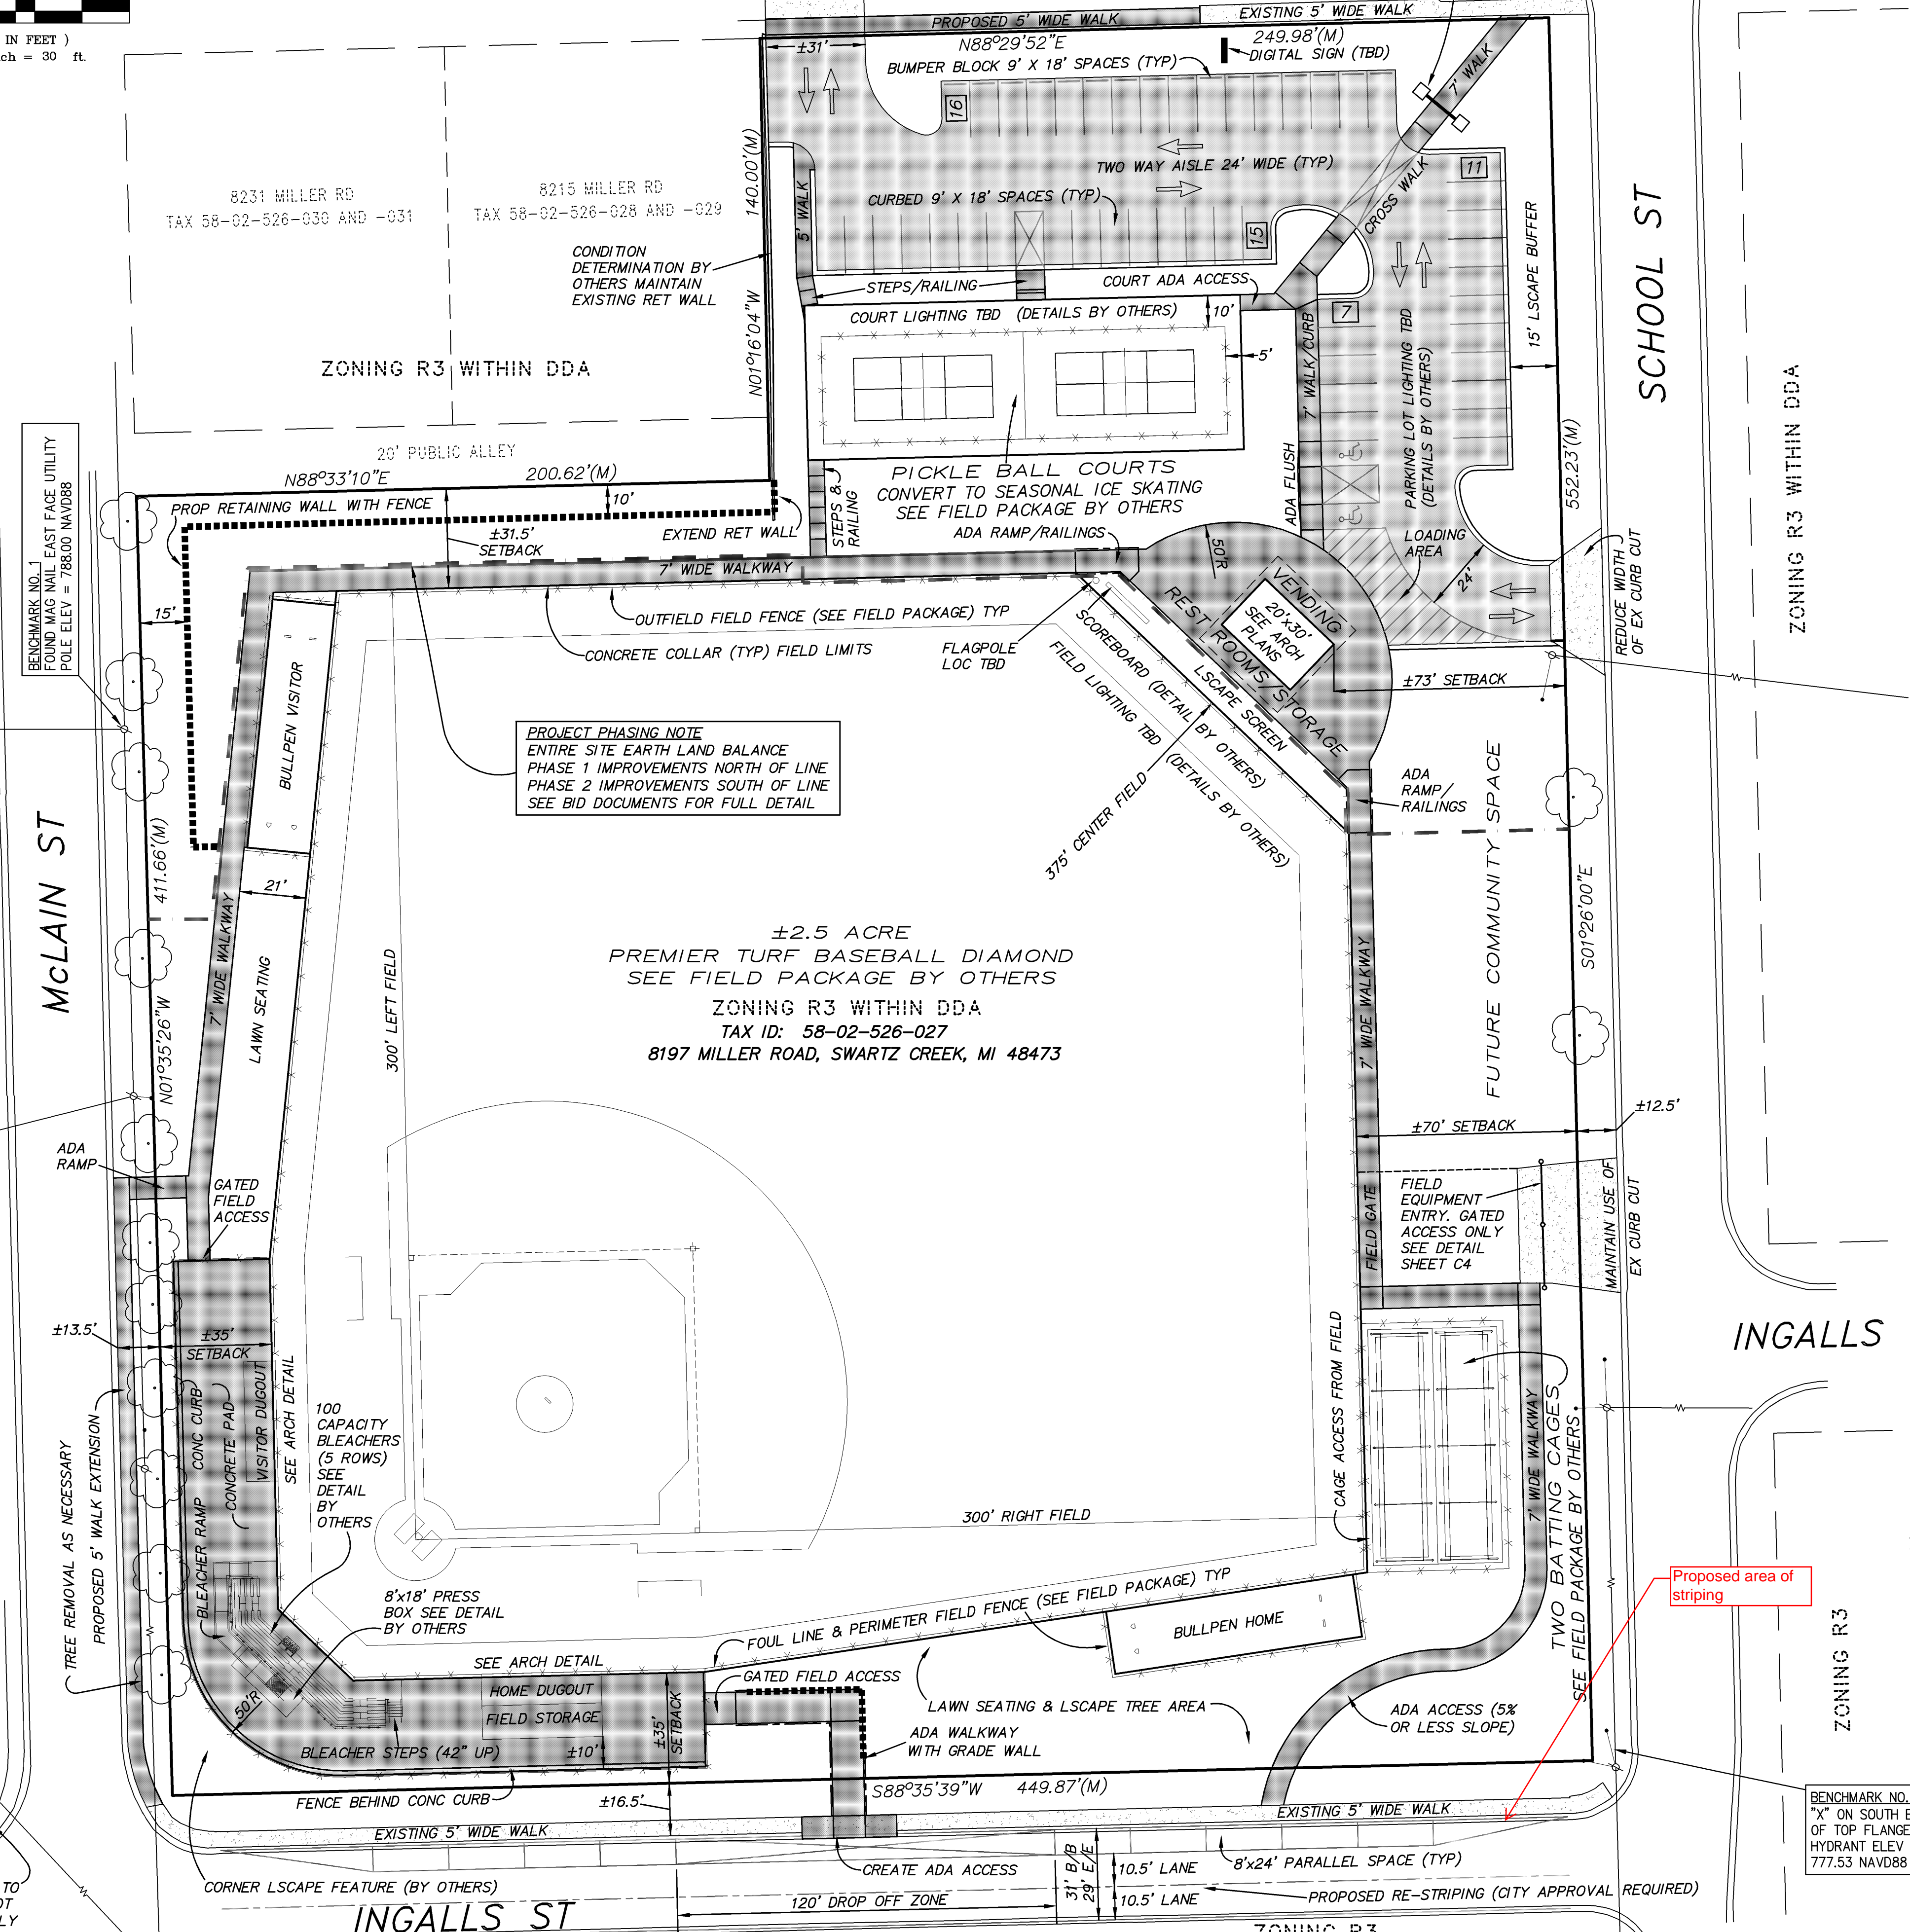 IN FEET )
ch = 30 ft.
PROPOSED 5' WIDE WALK
EXISTING 5' WIDE WALK
±31'
N88°29'52"E
249.98'(M)
DIGITAL SIGN (TBD)
BUMPER BLOCK 9' X 18' SPACES (TYP)
7' WALK
16
TWO WAY AISLE 24' WIDE (TYP)
11
CURBED 9' X 18' SPACES (TYP)
CROSS WALK
15
5' WALK
140.00'(M)
N01°16'04"W
8231 MILLER RD
TAX 58-02-526-030 AND -031
8215 MILLER RD
TAX 58-02-526-028 AND -029
CONDITION
DETERMINATION BY
OTHERS MAINTAIN
EXISTING RET WALL
STEPS/RAILING
COURT ADA ACCESS
COURT LIGHTING TBD (DETAILS BY OTHERS)
10'
5'
7
7' WALK/CURB
PARKING LOT LIGHTING TBD
(DETAILS BY OTHERS)
15' LSCAPE BUFFER
SCHOOL ST
ZONING R3 WITHIN DDA
ZONING R3 WITHIN DDA
20' PUBLIC ALLEY
N88°33'10"E
200.62'(M)
PROP RETAINING WALL WITH FENCE
10'
±31.5'
SETBACK
EXTEND RET WALL
STEPS &
RAILING
PICKLE BALL COURTS
CONVERT TO SEASONAL ICE SKATING
SEE FIELD PACKAGE BY OTHERS
ADA RAMP/RAILINGS
ADA FLUSH
LOADING
AREA
24'
552.23'(M)
REDUCE WIDTH
OF EX CURB CUT
BENCHMARK NO. 1
FOUND MAG NAIL EAST FACE UTILITY
POLE ELEV = 788.00 NAVD88
15'
7' WIDE WALKWAY
50'R
VENDING
20'x30'
SEE ARCH
PLANS
REST ROOMS/STORAGE
OUTFIELD FIELD FENCE (SEE FIELD PACKAGE) TYP
CONCRETE COLLAR (TYP) FIELD LIMITS
FLAGPOLE
LOC TBD
SCOREBOARD (DETAIL BY OTHERS)
LSCAPE SCREEN
FIELD LIGHTING TBD (DETAILS BY OTHERS)
±73' SETBACK
BULLPEN VISITOR
PROJECT PHASING NOTE
ENTIRE SITE EARTH LAND BALANCE
PHASE 1 IMPROVEMENTS NORTH OF LINE
PHASE 2 IMPROVEMENTS SOUTH OF LINE
SEE BID DOCUMENTS FOR FULL DETAIL
375' CENTER FIELD
ADA
RAMP/
RAILINGS
FUTURE COMMUNITY SPACE
McLAIN ST
411.66'(M)
N01°35'26"W
21'
7' WIDE WALKWAY
LAWN SEATING
300' LEFT FIELD
±2.5 ACRE
PREMIER TURF BASEBALL DIAMOND
SEE FIELD PACKAGE BY OTHERS
ZONING R3 WITHIN DDA
TAX ID: 58-02-526-027
8197 MILLER ROAD, SWARTZ CREEK, MI 48473
7' WIDE WALKWAY
S01°26'00"E
±70' SETBACK
±12.5'
ADA
RAMP
GATED
FIELD
ACCESS
FIELD GATE
FIELD
EQUIPMENT
ENTRY. GATED
ACCESS ONLY
SEE DETAIL
SHEET C4
MAINTAIN USE OF
EX CURB CUT
INGALLS
±13.5'
±35'
SETBACK
TREE REMOVAL AS NECESSARY
PROPOSED 5' WALK EXTENSION
BLEACHER RAMP
CONC CURB
CONCRETE PAD
VISITOR DUGOUT
SEE ARCH DETAIL
100
CAPACITY
BLEACHERS
(5 ROWS)
SEE
DETAIL
BY
OTHERS
8'x18' PRESS
BOX SEE DETAIL
BY OTHERS
300' RIGHT FIELD
CAGE ACCESS FROM FIELD
7' WIDE WALKWAY
TWO BATTING CAGES
SEE FIELD PACKAGE BY OTHERS
Proposed area of
striping
ZONING R3
FOUL LINE & PERIMETER FIELD FENCE (SEE FIELD PACKAGE) TYP
BULLPEN HOME
SEE ARCH DETAIL
GATED FIELD ACCESS
HOME DUGOUT
FIELD STORAGE
50'R
BLEACHER STEPS (42" UP)
±10'
±35'
SETBACK
LAWN SEATING & LSCAPE TREE AREA
ADA WALKWAY
WITH GRADE WALL
ADA ACCESS (5%
OR LESS SLOPE)
FENCE BEHIND CONC CURB
±16.5'
S88°35'39"W
449.87'(M)
EXISTING 5' WIDE WALK
EXISTING 5' WIDE WALK
BENCHMARK NO.
"X" ON SOUTH
OF TOP FLANGE
HYDRANT ELEV
777.53 NAVD88
CREATE ADA ACCESS
31' B/B
29' E/E
10.5' LANE
10.5' LANE
8'x24' PARALLEL SPACE (TYP)
PROPOSED RE-STRIPING (CITY APPROVAL REQUIRED)
CORNER LSCAPE FEATURE (BY OTHERS)
120' DROP OFF ZONE
INGALLS ST
ZONING R3
TO
OT
LY